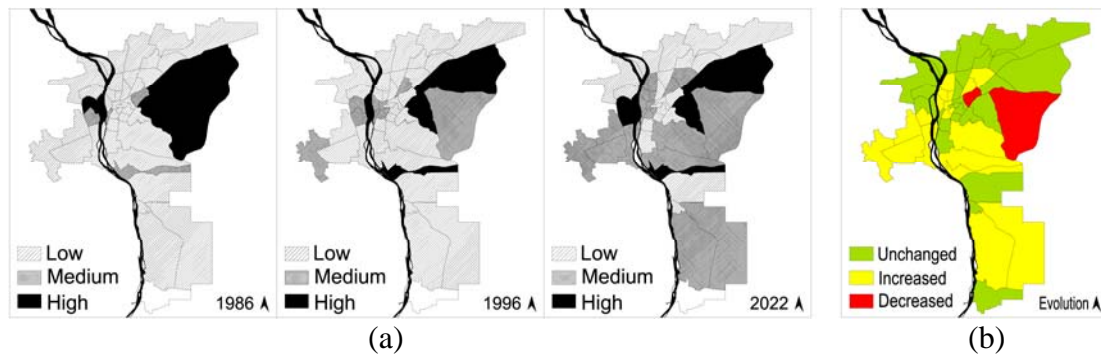 Low
Medium
High
1986
Low
Medium
High
1996
Low
Medium
High
2022
Unchanged
Increased
Decreased
Evolution
(a)
(b)